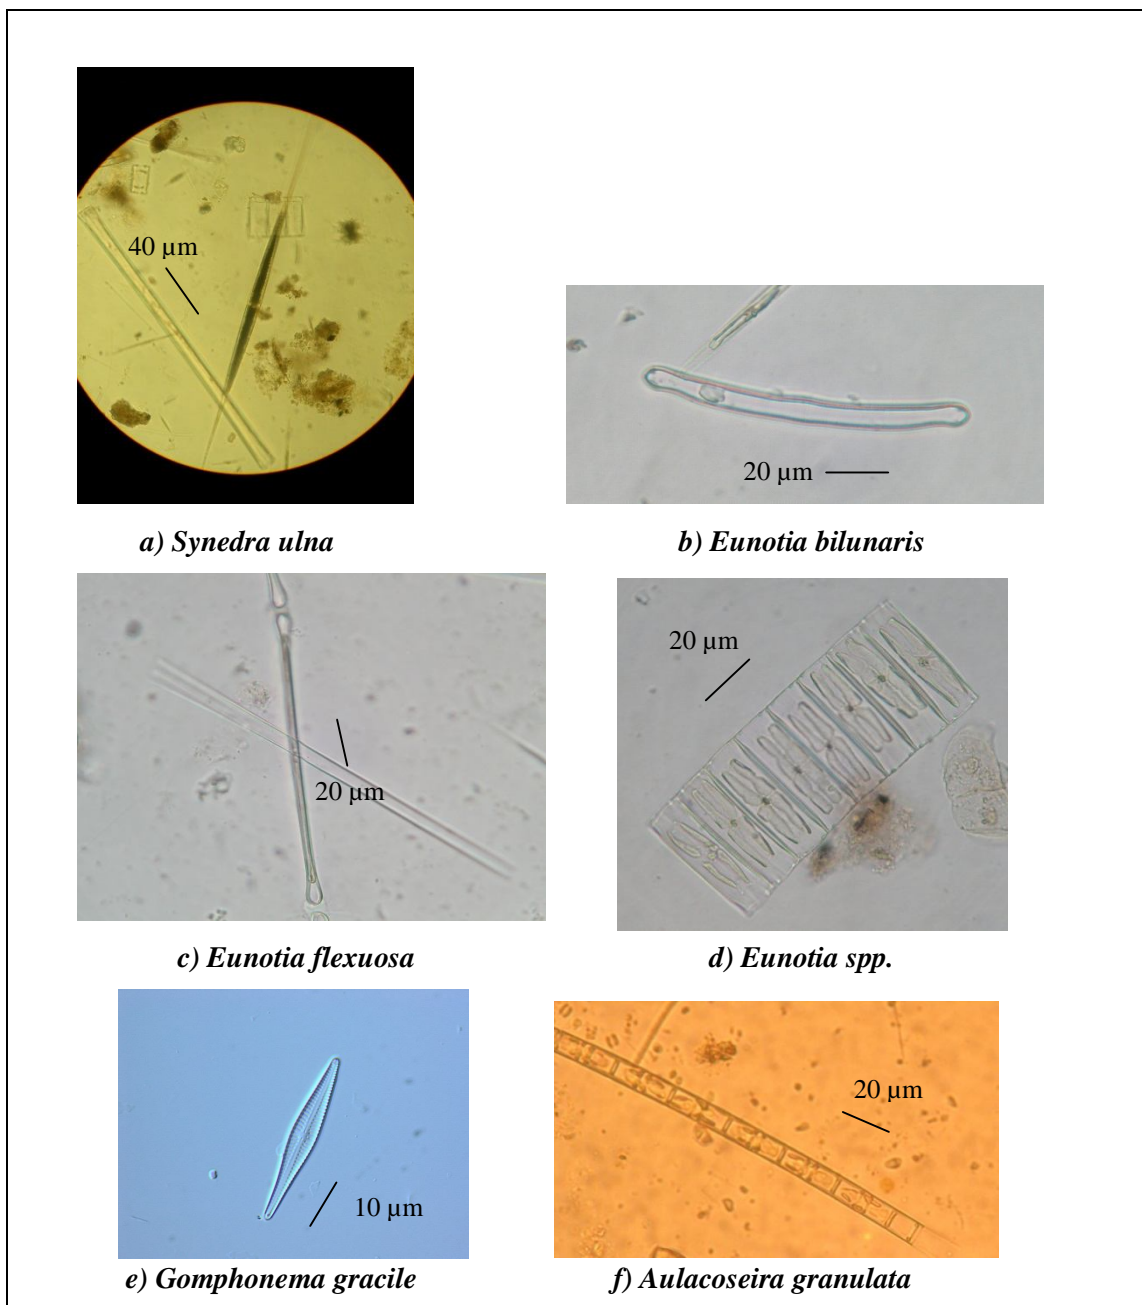 40 µm
20 µm
a) Synedra ulna
b) Eunotia bilunaris
20 µm
20 µm
c) Eunotia flexuosa
d) Eunotia spp.
10 µm
20 µm
e) Gomphonema gracile
f) Aulacoseira granulata